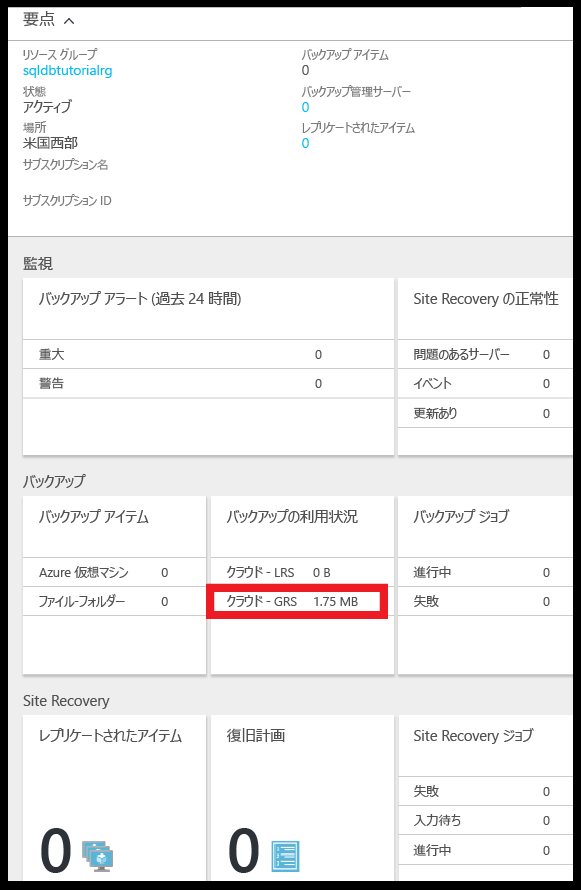 要点
リソース グループ
sqldbtutorialrg
状態
アクティブ
場所
米国西部
サブスクリプション名
サブスクリプション ID
バックアップ アイテム
0
バックアップ管理サーバー
0
レプリケートされたアイテム
0
監視
バックアップ アラート (過去 24 時間)
重大 0
警告 0
Site Recovery の正常性
問題のあるサーバー 0
イベント 0
更新あり 0
バックアップ
バックアップ アイテム
Azure 仮想マシン 0
ファイル-フォルダー 0
バックアップの利用状況
クラウド - LRS 0 B
クラウド - GRS 1.75 MB
バックアップ ジョブ
進行中 0
失敗 0
Site Recovery
レプリケートされたアイテム
0
復旧計画
0
Site Recovery ジョブ
失敗 0
入力待ち 0
進行中 0